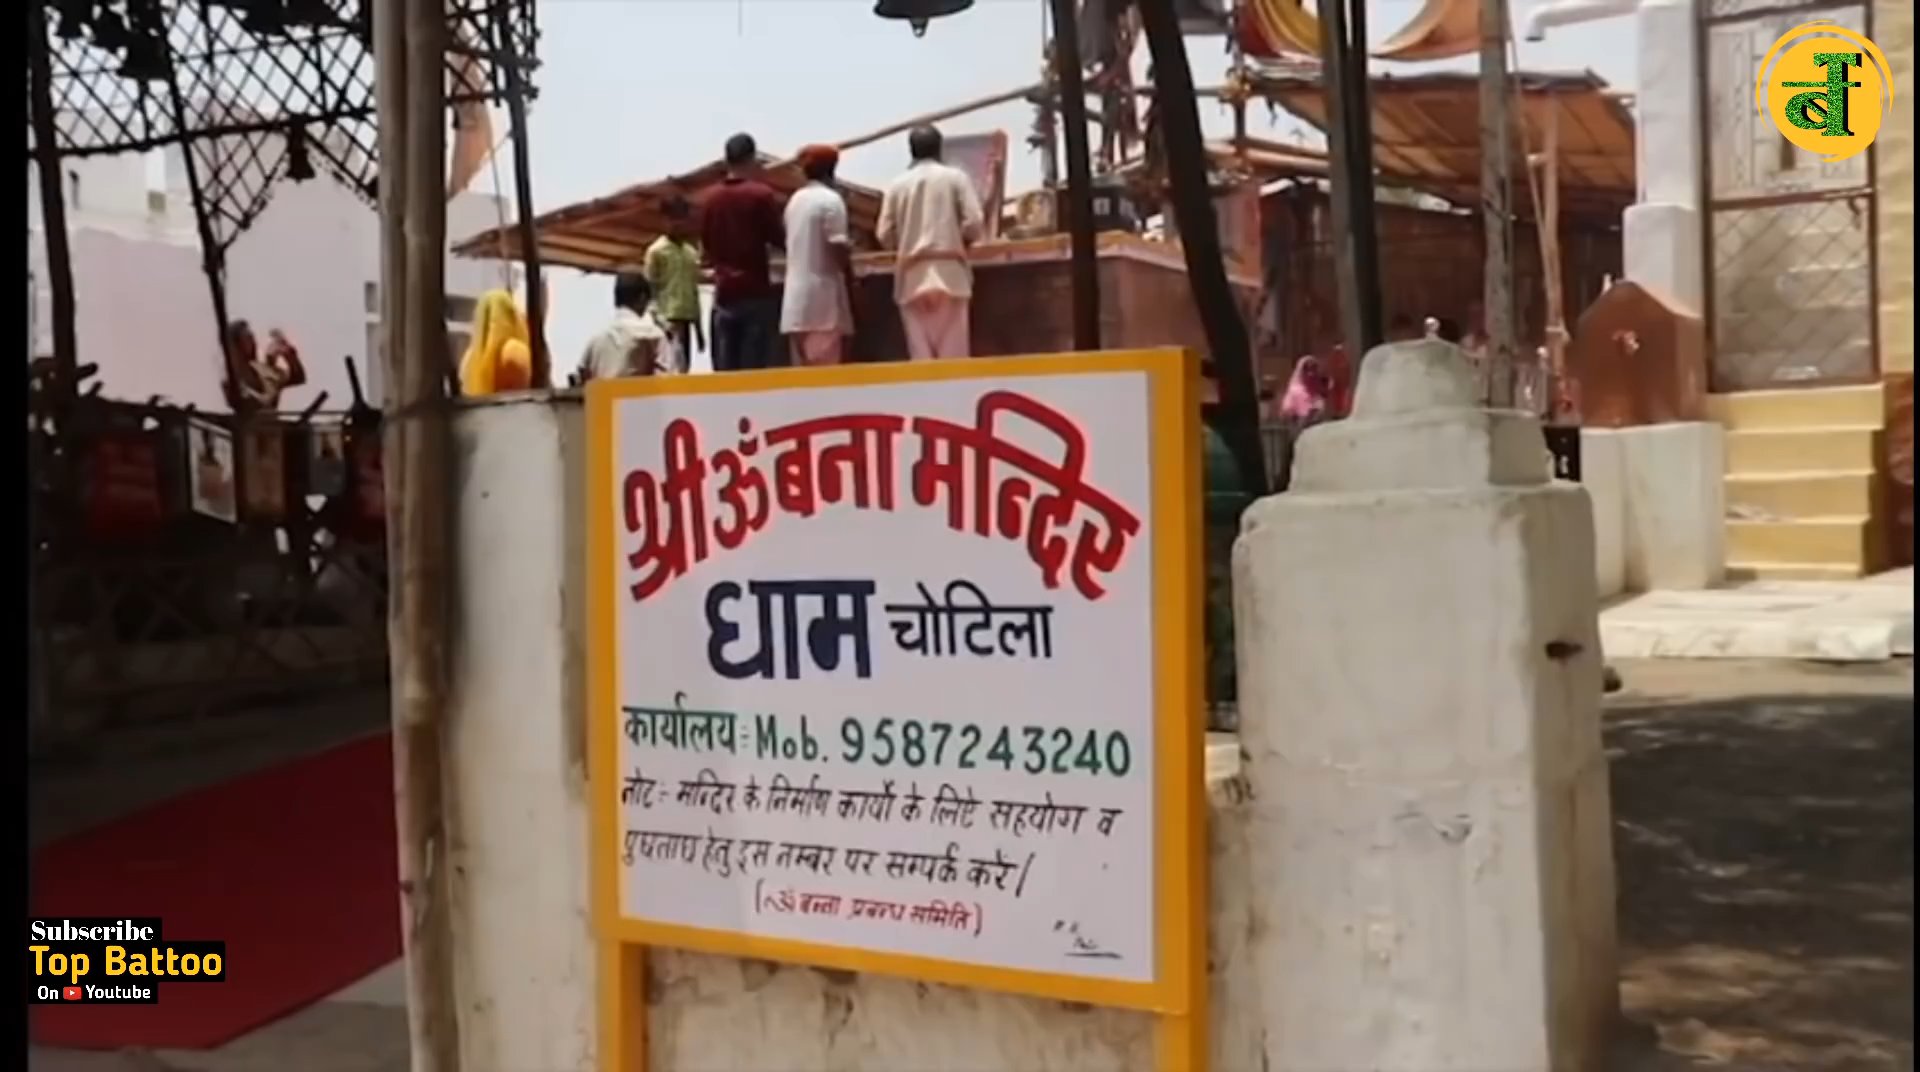 श्री ॐ बना मन्दिर
धाम चोटिला
कार्यालय:- Mob. 9587243240
नोट:- मन्दिर के निर्माण कार्यो के लिऐ सहयोग व
पुछताछ हेतु इस नम्बर पर सम्पर्क करें।
(ॐ बन्ना प्रबन्ध समिति)
Subscribe
Top Battoo
On Youtube